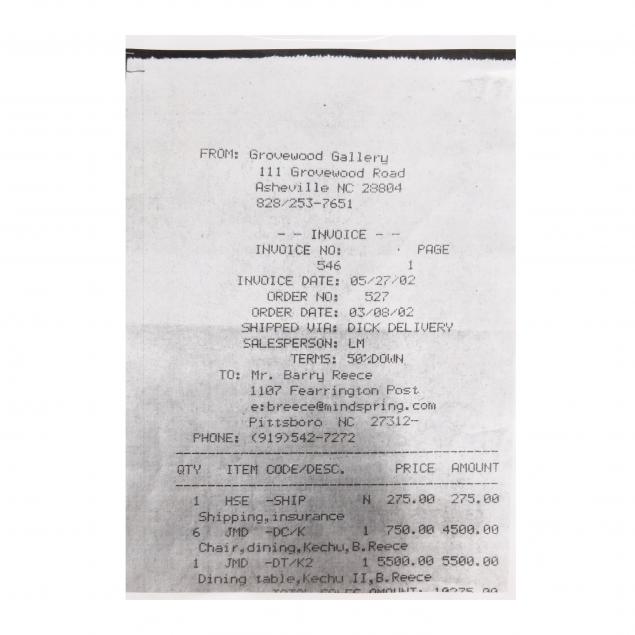 FROM: Grovewood Gallery
111 Grovewood Road
Asheville NC 28804
828/253-7651
- - INVOICE - -
INVOICE NO: PAGE
546 1
INVOICE DATE: 05/27/02
ORDER NO: 527
ORDER DATE: 03/08/02
SHIPPED VIA: DICK DELIVERY
SALESPERSON: LM
TERMS: 50%DOWN
TO: Mr. Barry Reece
1107 Fearrington Post
e:breece@mindspring.com
Pittsboro NC 27312-
PHONE: (919)542-7272
QTY ITEM CODE/DESC. PRICE AMOUNT
1 HSE -SHIP N 275.00 275.00
Shipping,insurance
6 JMD -DC/K 1 750.00 4500.00
Chair,dining,Kechu,B.Reece
1 JMD -DT/K2 1 5500.00 5500.00
Dining table,Kechu II,B.Reece
TOTAL SALES AMOUNT: 10275.00